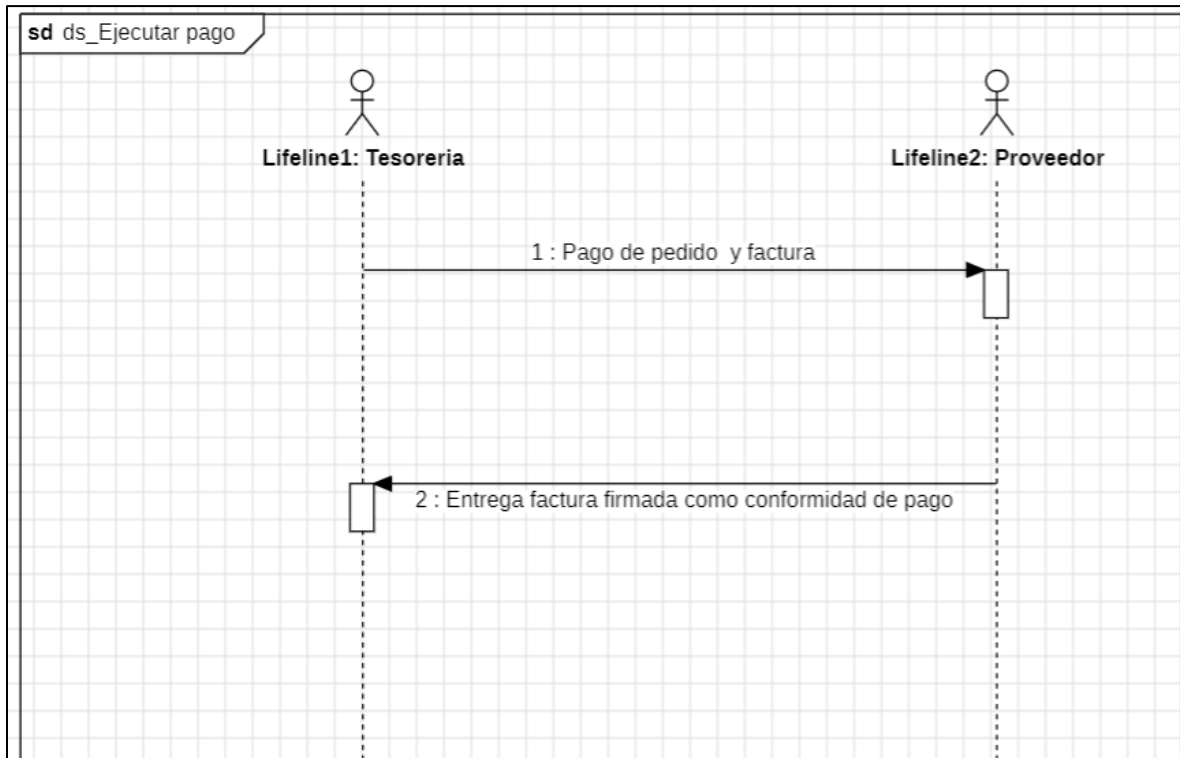 sd ds_Ejecutar pago
Lifeline1: Tesoreria
Lifeline2: Proveedor
1 : Pago de pedido  y factura
2 : Entrega factura firmada como conformidad de pago